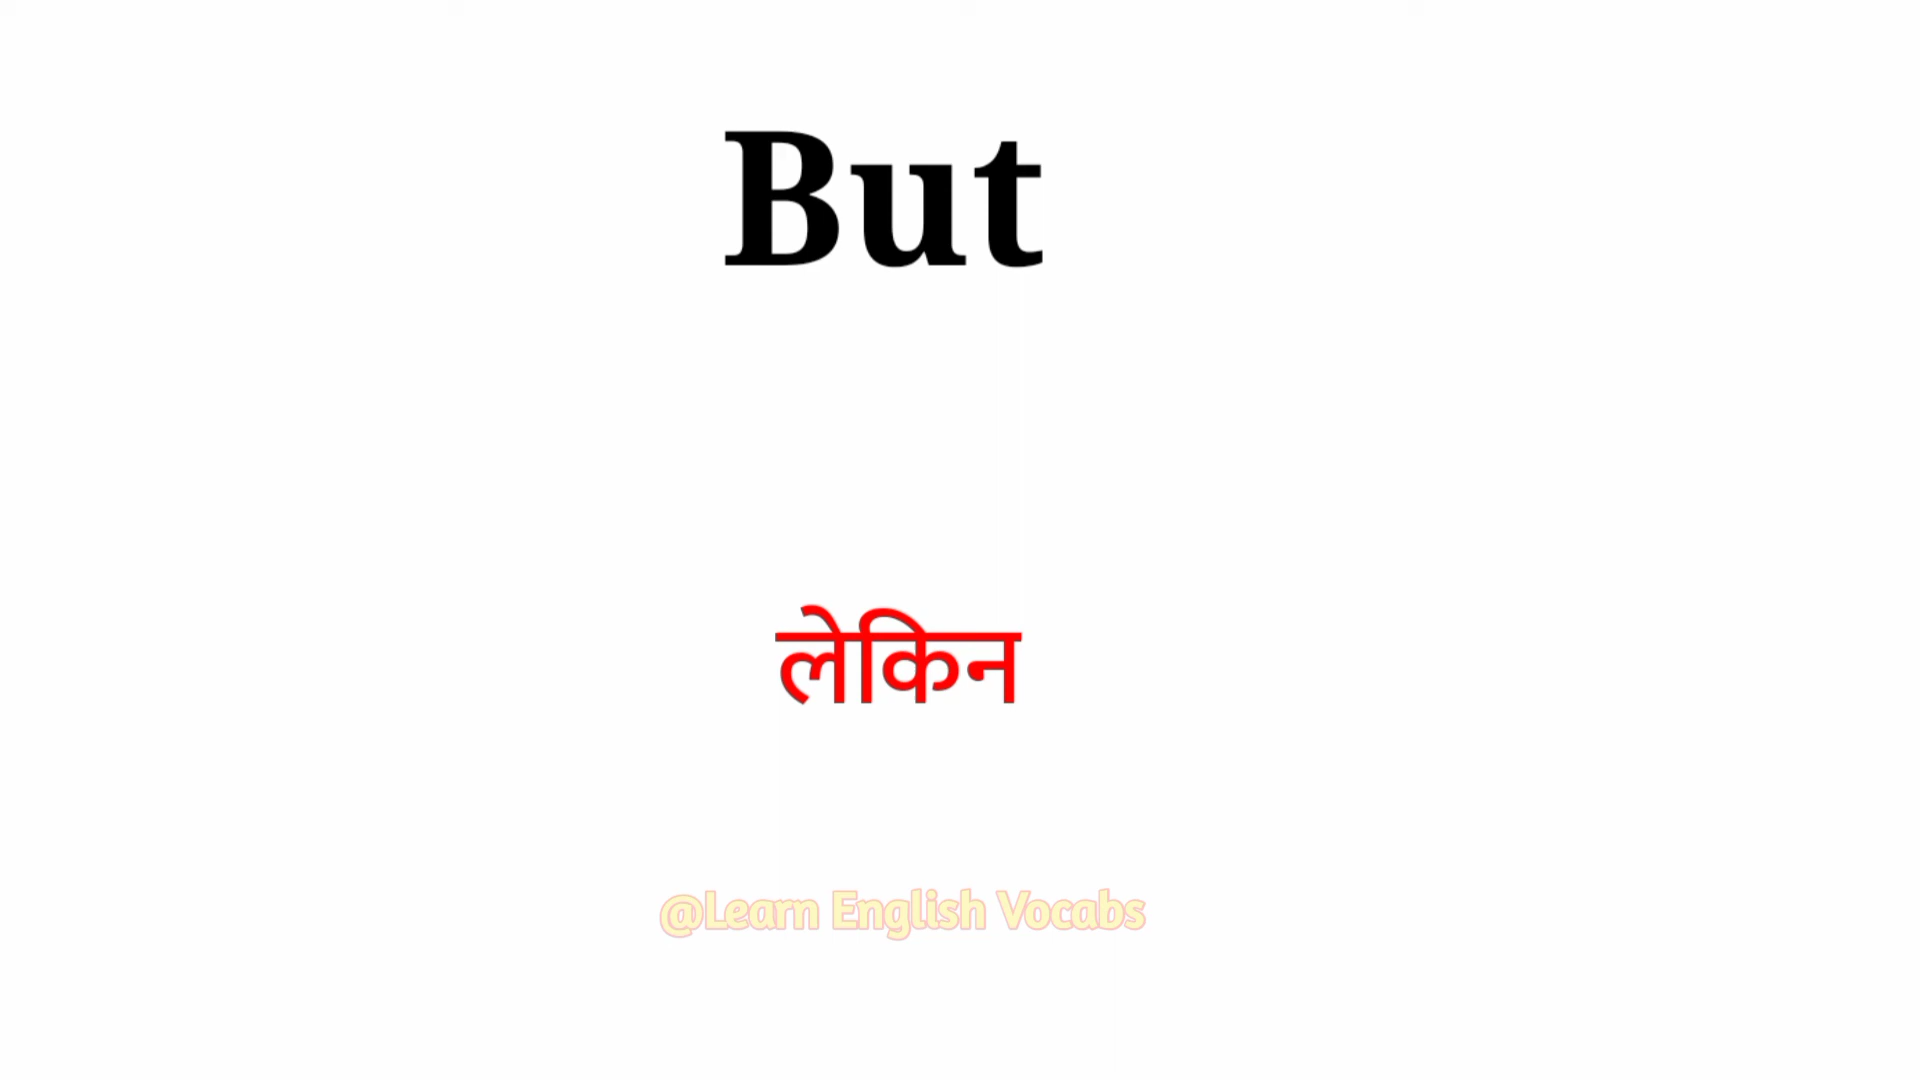 But
लेकिन
@Learn English Vocabs